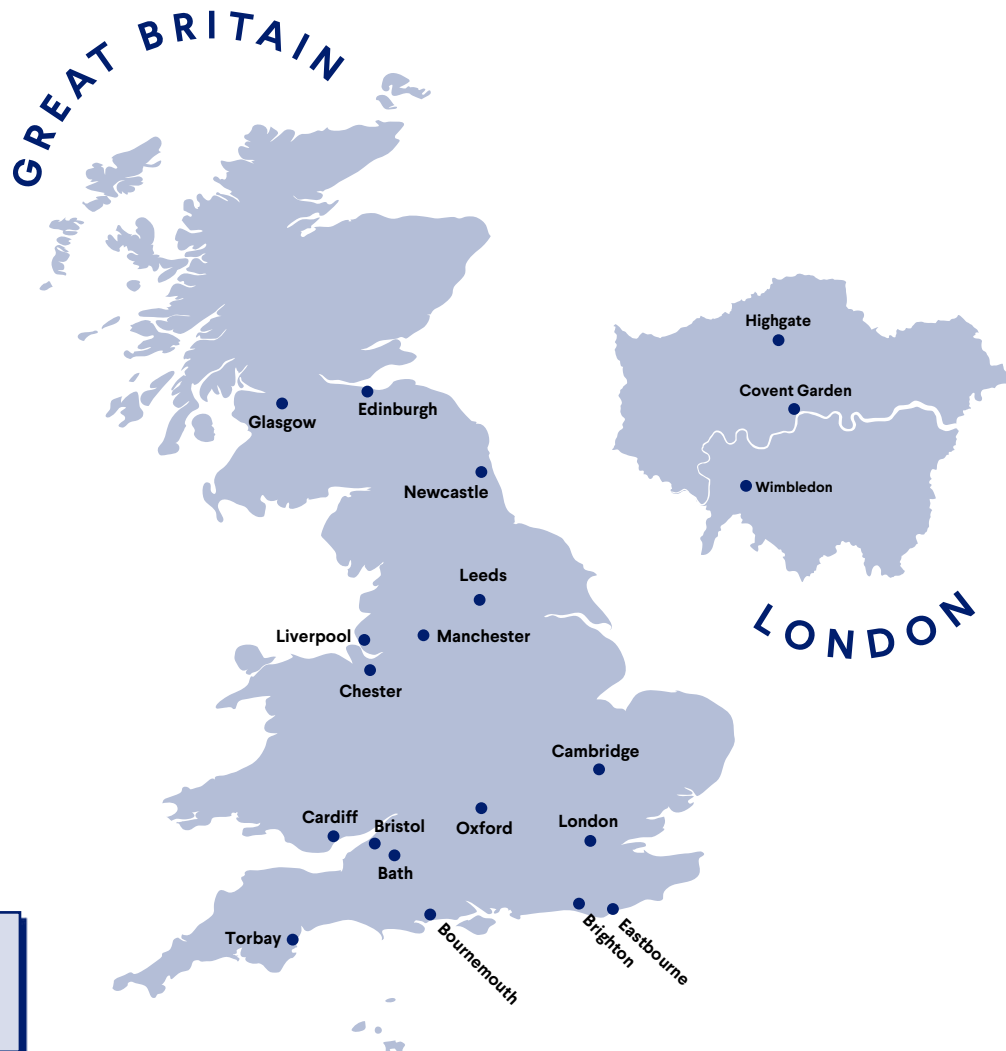 GREAT BRITAIN
Highgate
Covent Garden
Edinburgh
Glasgow
Wimbledon
Newcastle
Leeds
LONDON
Liverpool
Manchester
Chester
Cambridge
Cardiff
Bristol
Oxford
London
Bath
Torbay
Bournemouth
Brighton
Eastbourne